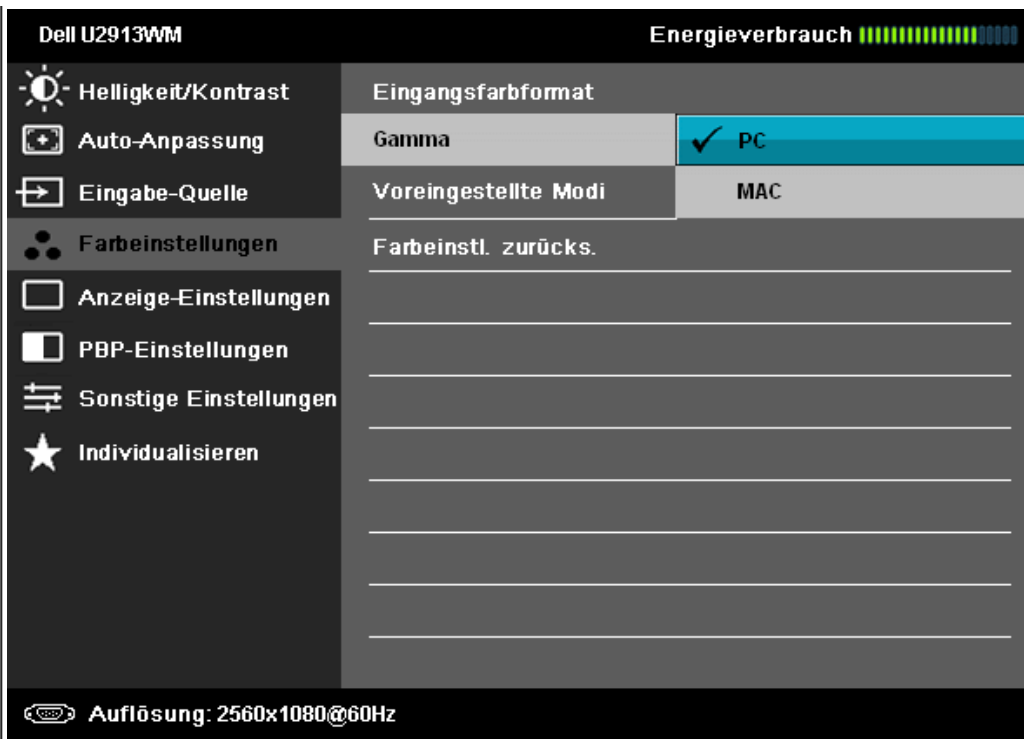 Dell U2913WM
Energieverbrauch
Helligkeit/Kontrast
Auto-Anpassung
Eingabe-Quelle
Farbeinstellungen
Anzeige-Einstellungen
PBP-Einstellungen
Sonstige Einstellungen
Individualisieren
Eingangsfarbformat
Gamma
Voreingestellte Modi
Farbeinstl. zurücks.
PC
MAC
Auflösung: 2560x1080@60Hz